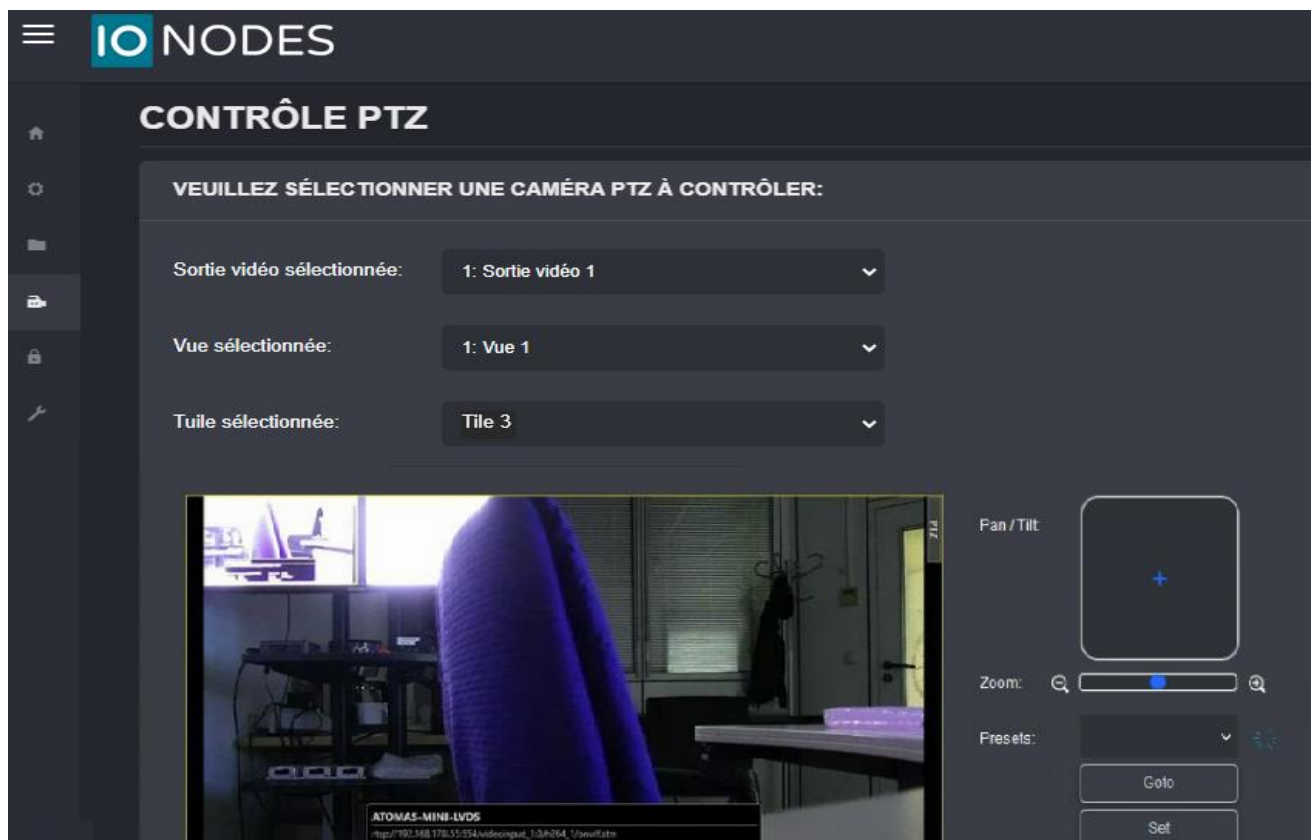 IO NODES
CONTRÔLE PTZ
VEUILLEZ SÉLECTIONNER UNE CAMÉRA PTZ À CONTRÔLER:
Sortie vidéo sélectionnée: 1: Sortie vidéo 1
Vue sélectionnée: 1: Vue 1
Tuile sélectionnée: Tile 3
PTZ
Pan / Tilt:
Zoom:
Presets:
Goto
Set
ATOMAS-MINI-LVDS